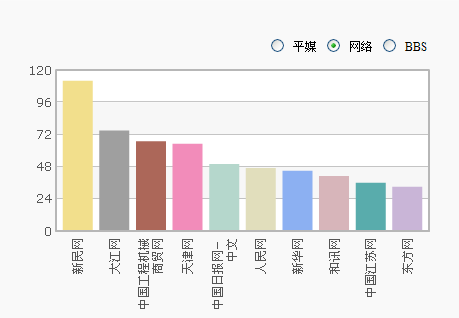 平媒 网络 BBS
120
96
72
48
24
0
新民网
大江网
中国工程机械
商贸网
天津网
中国日报网-
中文
人民网
新华网
和讯网
中国江苏网
东方网